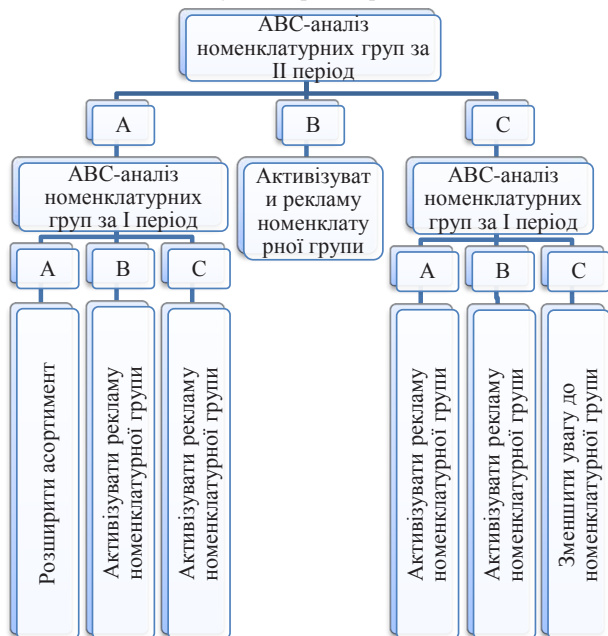 АВС-аналіз
номенклатурних груп за
ІІ період
А
В
С
АВС-аналіз
номенклатурних
груп за І період
Активізуват
и рекламу
номенклату
рної групи
АВС-аналіз
номенклатурних
груп за І період
А
В
С
А
В
С
Розширити асортимент
Активізувати рекламу
номенклатурної групи
Активізувати рекламу
номенклатурної групи
Активізувати рекламу
номенклатурної групи
Активізувати рекламу
номенклатурної групи
Зменшити увагу до
номенклатурної групи